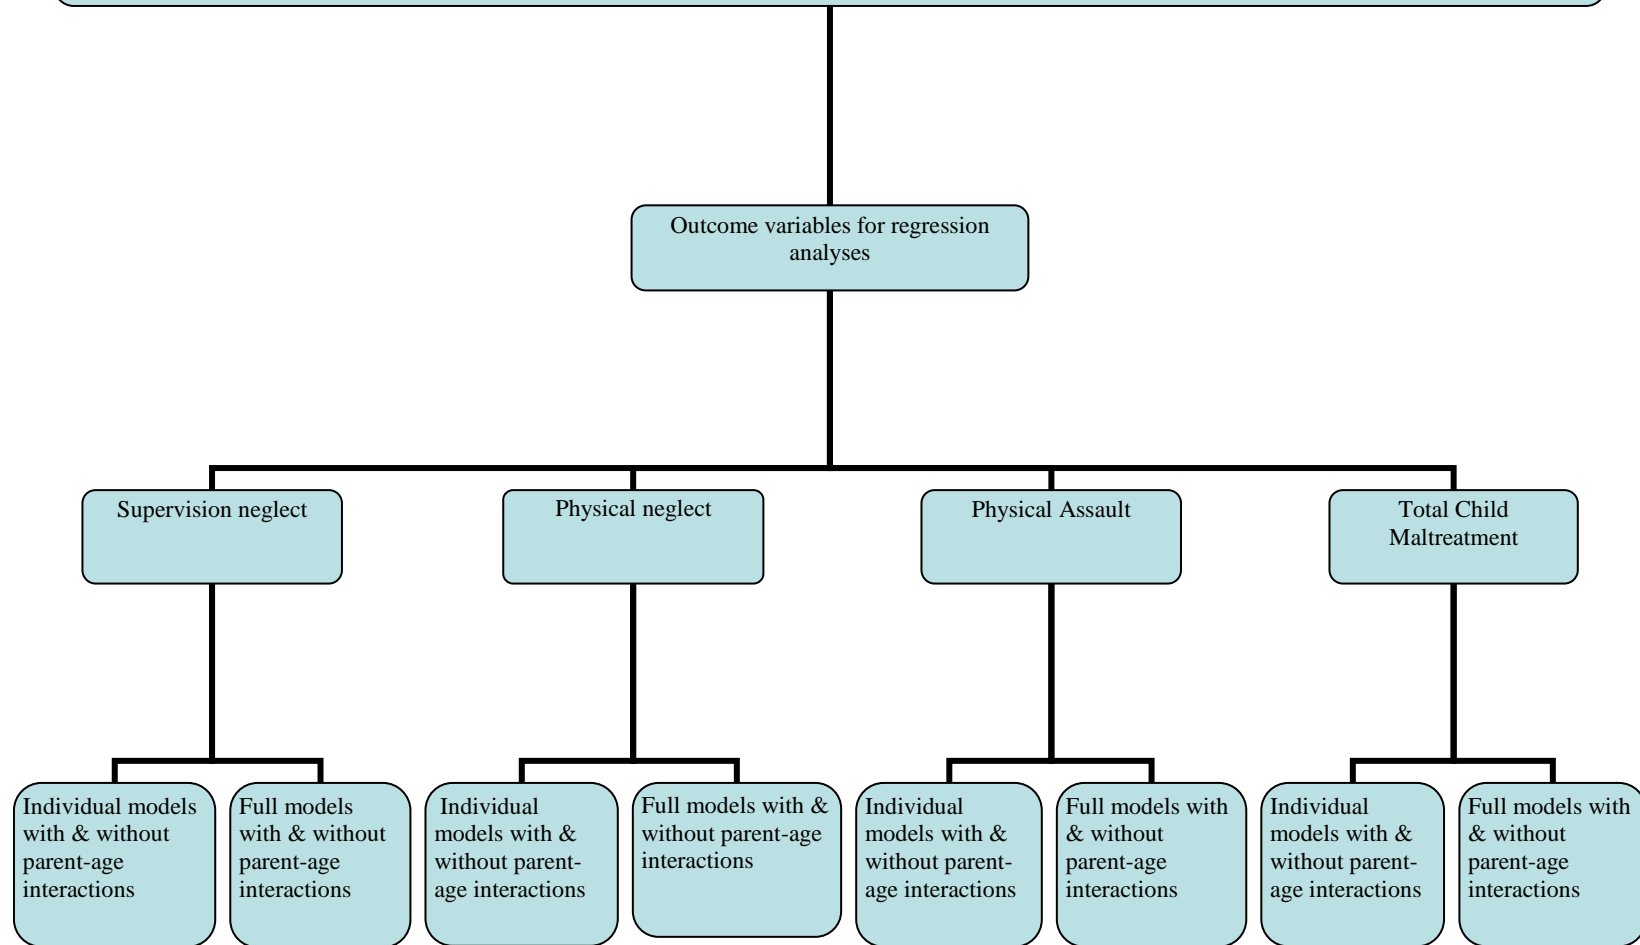 Outcome variables for regression
analyses
Supervision neglect
Physical neglect
Physical Assault
Total Child
Maltreatment
Individual models
with & without
parent-age
interactions
Full models
with & without
parent-age
interactions
Individual
models with &
without parent-
age interactions
Full models with &
without parent-age
interactions
Individual
models with &
without parent-
age interactions
Full models with
& without
parent-age
interactions
Individual
models with &
without parent-
age interactions
Full models with
& without
parent-age
interactions